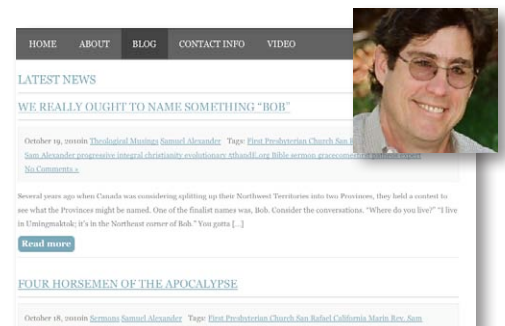 HOME ABOUT BLOG CONTACT INFO VIDEO
LATEST NEWS
WE REALLY OUGHT TO NAME SOMETHING "BOB"
October 19, 2010in Theological Musings Samuel Alexander Tags: First Presbyterian Church San
Sam Alexander progressive integral christianity evolutionary Bible sermon
No Comments »
Several years ago when Canada was considering splitting up their Northwest Territories into two Provinces, they held a contest to
see what the Provinces might be named. One of the finalist names was, Bob. Consider the conversations. "Where do you live?" "I live
in Umingmaktok; it's in the Northeast corner of Bob." You gotta [...]
Read more
FOUR HORSEMEN OF THE APOCALYPSE
October 18, 2010in Sermons Samuel Alexander Tags: First Presbyterian Church San Rafael California Marin Rev. Sam